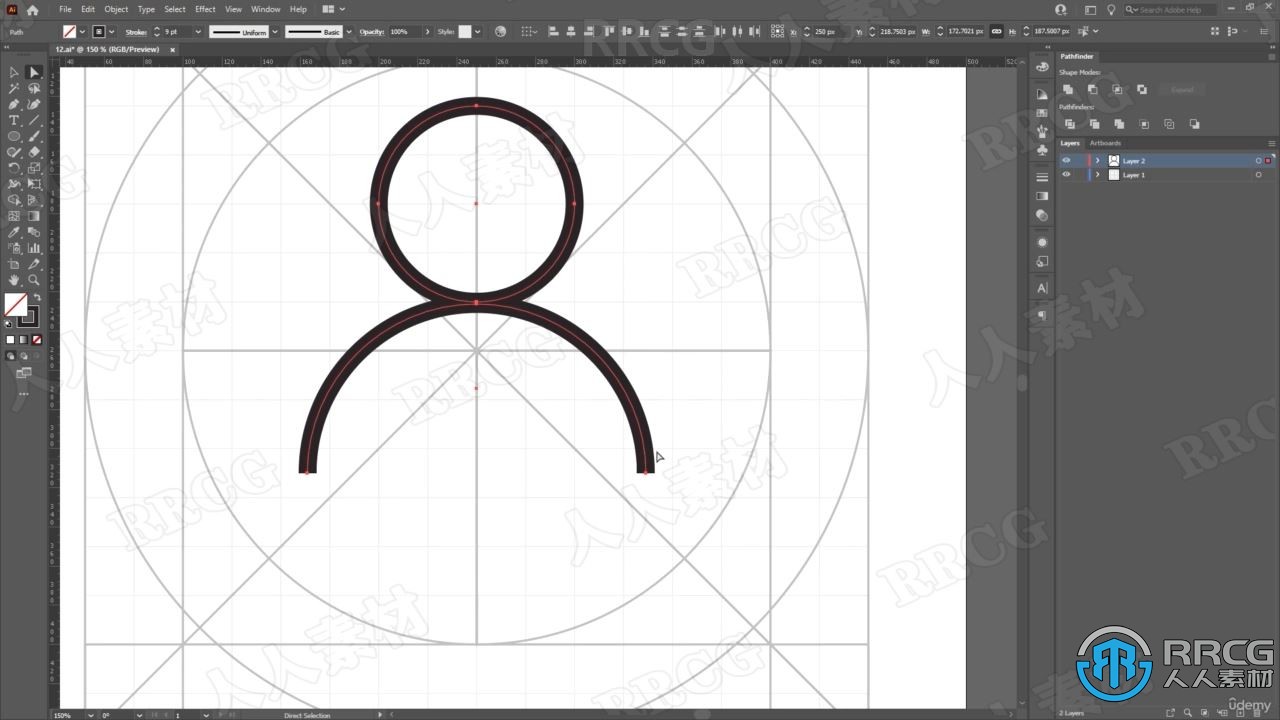 Ai File Edit Object Type Select Effect View Window Help Search Adobe Help
Path Stroke: 9 pt Uniform Basic Opacity: 100% Style: X: 250 px Y: 218.7503 px W: 172.7021 px H: 187.5007 px
12.ai* @ 150 % (RGB/Preview) ×
40 60 80 100 120 140 160 180 200 220 240 260 280 300 320 340 360 380 400 420 440 460 480 500
Pathfinder
Shape Modes:
Expand
Pathfinders:
Layers Artboards
Layer 2
Layer 1
RRCG
人人素材
RRCG
人人素材
ûdemy
150% 0° 1 Direct Selection 2 Layers